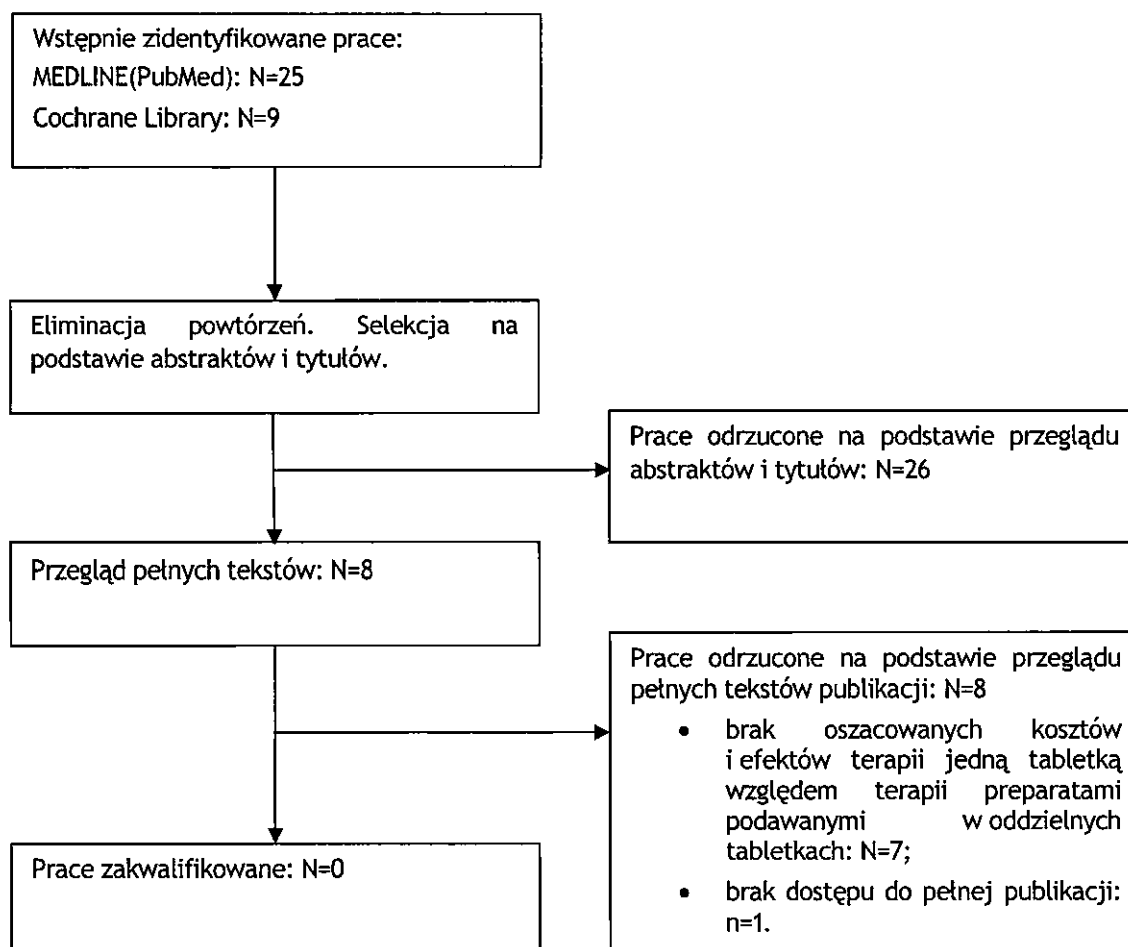 Wstępnie zidentyfikowane prace:
MEDLINE(PubMed): N=25
Cochrane Library: N=9
Eliminacja powtórzeń. Selekcja na
podstawie abstraktów i tytułów.
Prace odrzucone na podstawie przeglądu
abstraktów i tytułów: N=26
Przegląd pełnych tekstów: N=8
Prace odrzucone na podstawie przeglądu
pełnych tekstów publikacji: N=8
• brak oszacowanych kosztów
i efektów terapii jedną tabletką
względem terapii preparatami
podawanymi w oddzielnych
tabletkach: N=7;
• brak dostępu do pełnej publikacji:
n=1.
Prace zakwalifikowane: N=0